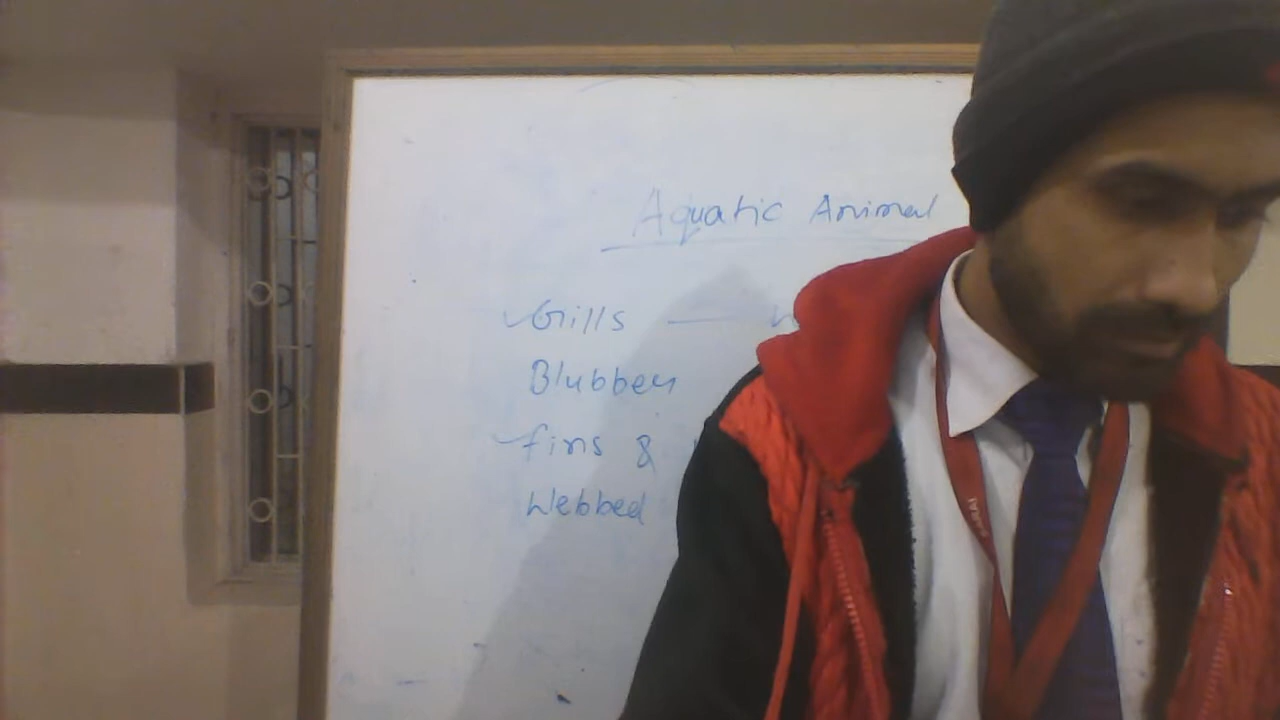 Aquatic Animal
Gills —
Blubber
fins &
Webbed